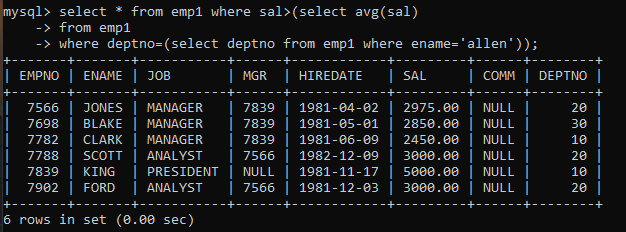 mysql> select * from emp1 where sal>(select avg(sal)
    -> from emp1
    -> where deptno=(select deptno from emp1 where ename='allen'));
+-------+-------+-----------+------+------------+---------+------+--------+
| EMPNO | ENAME | JOB       | MGR  | HIREDATE   | SAL     | COMM | DEPTNO |
+-------+-------+-----------+------+------------+---------+------+--------+
|  7566 | JONES | MANAGER   | 7839 | 1981-04-02 | 2975.00 | NULL |     20 |
|  7698 | BLAKE | MANAGER   | 7839 | 1981-05-01 | 2850.00 | NULL |     30 |
|  7782 | CLARK | MANAGER   | 7839 | 1981-06-09 | 2450.00 | NULL |     10 |
|  7788 | SCOTT | ANALYST   | 7566 | 1982-12-09 | 3000.00 | NULL |     20 |
|  7839 | KING  | PRESIDENT | NULL | 1981-11-17 | 5000.00 | NULL |     10 |
|  7902 | FORD  | ANALYST   | 7566 | 1981-12-03 | 3000.00 | NULL |     20 |
+-------+-------+-----------+------+------------+---------+------+--------+
6 rows in set (0.00 sec)